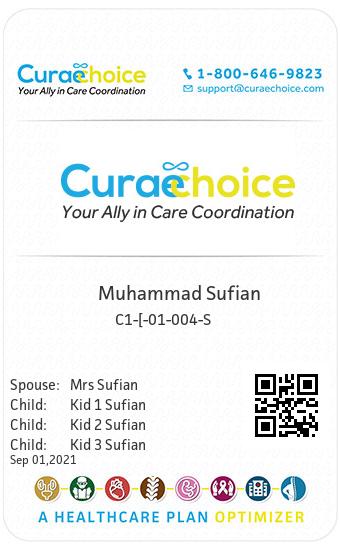 Curaechoice
Your Ally in Care Coordination
1-800-646-9823
support@curaechoice.com
Curaechoice
Your Ally in Care Coordination
Muhammad Sufian
C1-[-01-004-S
Spouse: Mrs Sufian
Child: Kid 1 Sufian
Child: Kid 2 Sufian
Child: Kid 3 Sufian
Sep 01,2021
A HEALTHCARE PLAN OPTIMIZER